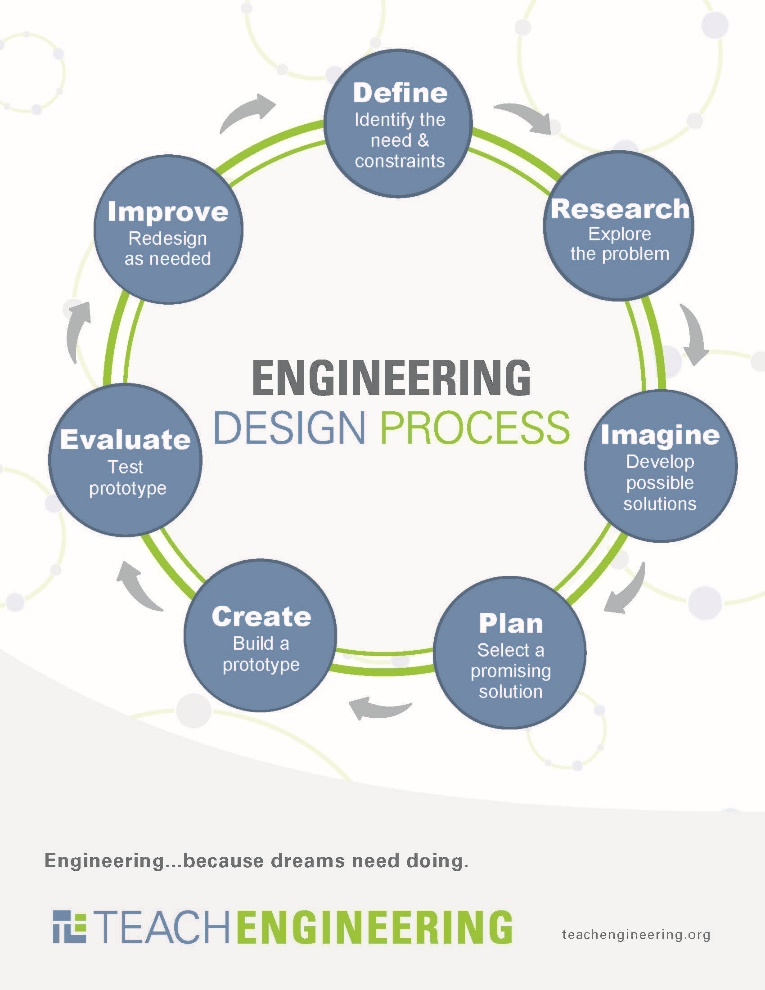 Define
Identify the
need &
constraints
Research
Explore
the problem
Imagine
Develop
possible
solutions
Plan
Select a
promising
solution
Create
Build a
prototype
Evaluate
Test
prototype
Improve
Redesign
as needed
ENGINEERING
DESIGN PROCESS
Engineering...because dreams need doing.
TEACHENGINEERING
teachengineering.org